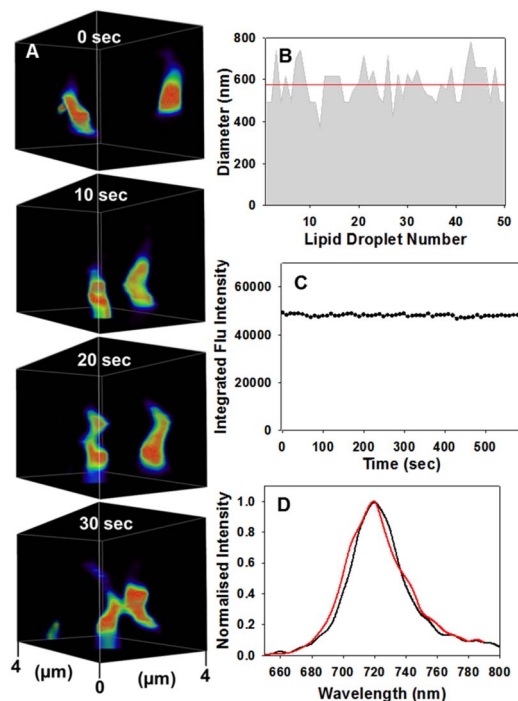 A
0 sec
10 sec
20 sec
30 sec
4
(µm)
0
(µm)
4
B
Diameter (nm)
800
600
400
200
0
10 20 30 40 50
Lipid Droplet Number
C
Integrated Flu Intensity
60000
40000
20000
0
0 100 200 300 400 500
Time (sec)
D
Normalised Intensity
1.0
0.8
0.6
0.4
0.2
0.0
660 680 700 720 740 760 780 800
Wavelength (nm)